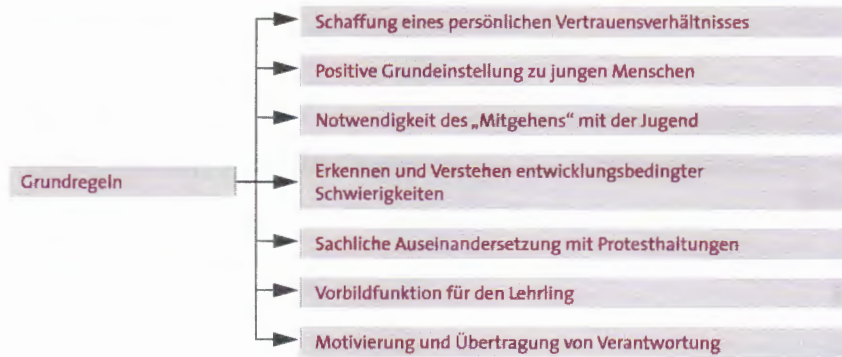 Schaffung eines persönlichen Vertrauensverhältnisses
Positive Grundeinstellung zu jungen Menschen
Notwendigkeit des „Mitgehens“ mit der Jugend
Grundregeln
Erkennen und Verstehen entwicklungsbedingter
Schwierigkeiten
Sachliche Auseinandersetzung mit Protesthaltungen
Vorbildfunktion für den Lehrling
Motivierung und Übertragung von Verantwortung